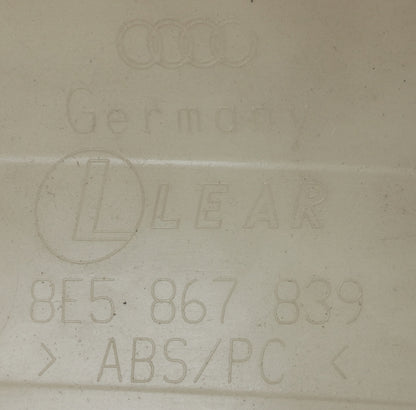 Germany
L LEAR
8E5 867 839
> ABS/PC <